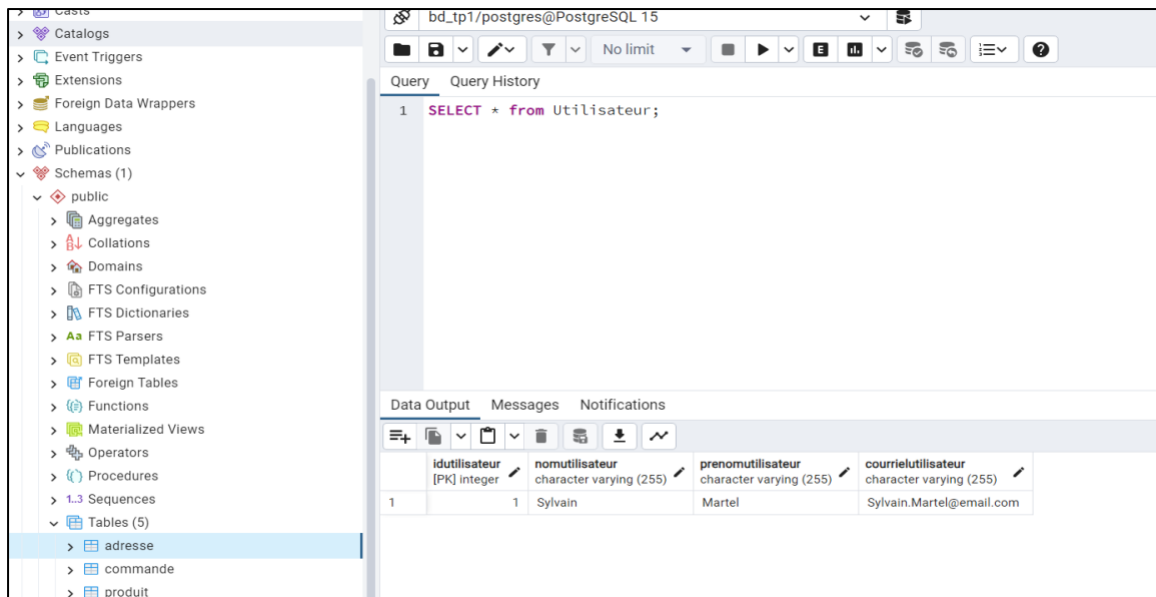 Casts
Catalogs
Event Triggers
Extensions
Foreign Data Wrappers
Languages
Publications
Schemas (1)
public
Aggregates
Collations
Domains
FTS Configurations
FTS Dictionaries
Aa FTS Parsers
FTS Templates
Foreign Tables
Functions
Materialized Views
Operators
Procedures
1..3 Sequences
Tables (5)
adresse
commande
produit
bd_tp1/postgres@PostgreSQL 15
No limit
E
Query Query History
1 SELECT * from Utilisateur;
Data Output Messages Notifications
idutilisateur nomutilisateur prenomutilisateur courrielutilisateur
[PK] integer character varying (255) character varying (255) character varying (255)
1 1 Sylvain Martel Sylvain.Martel@email.com